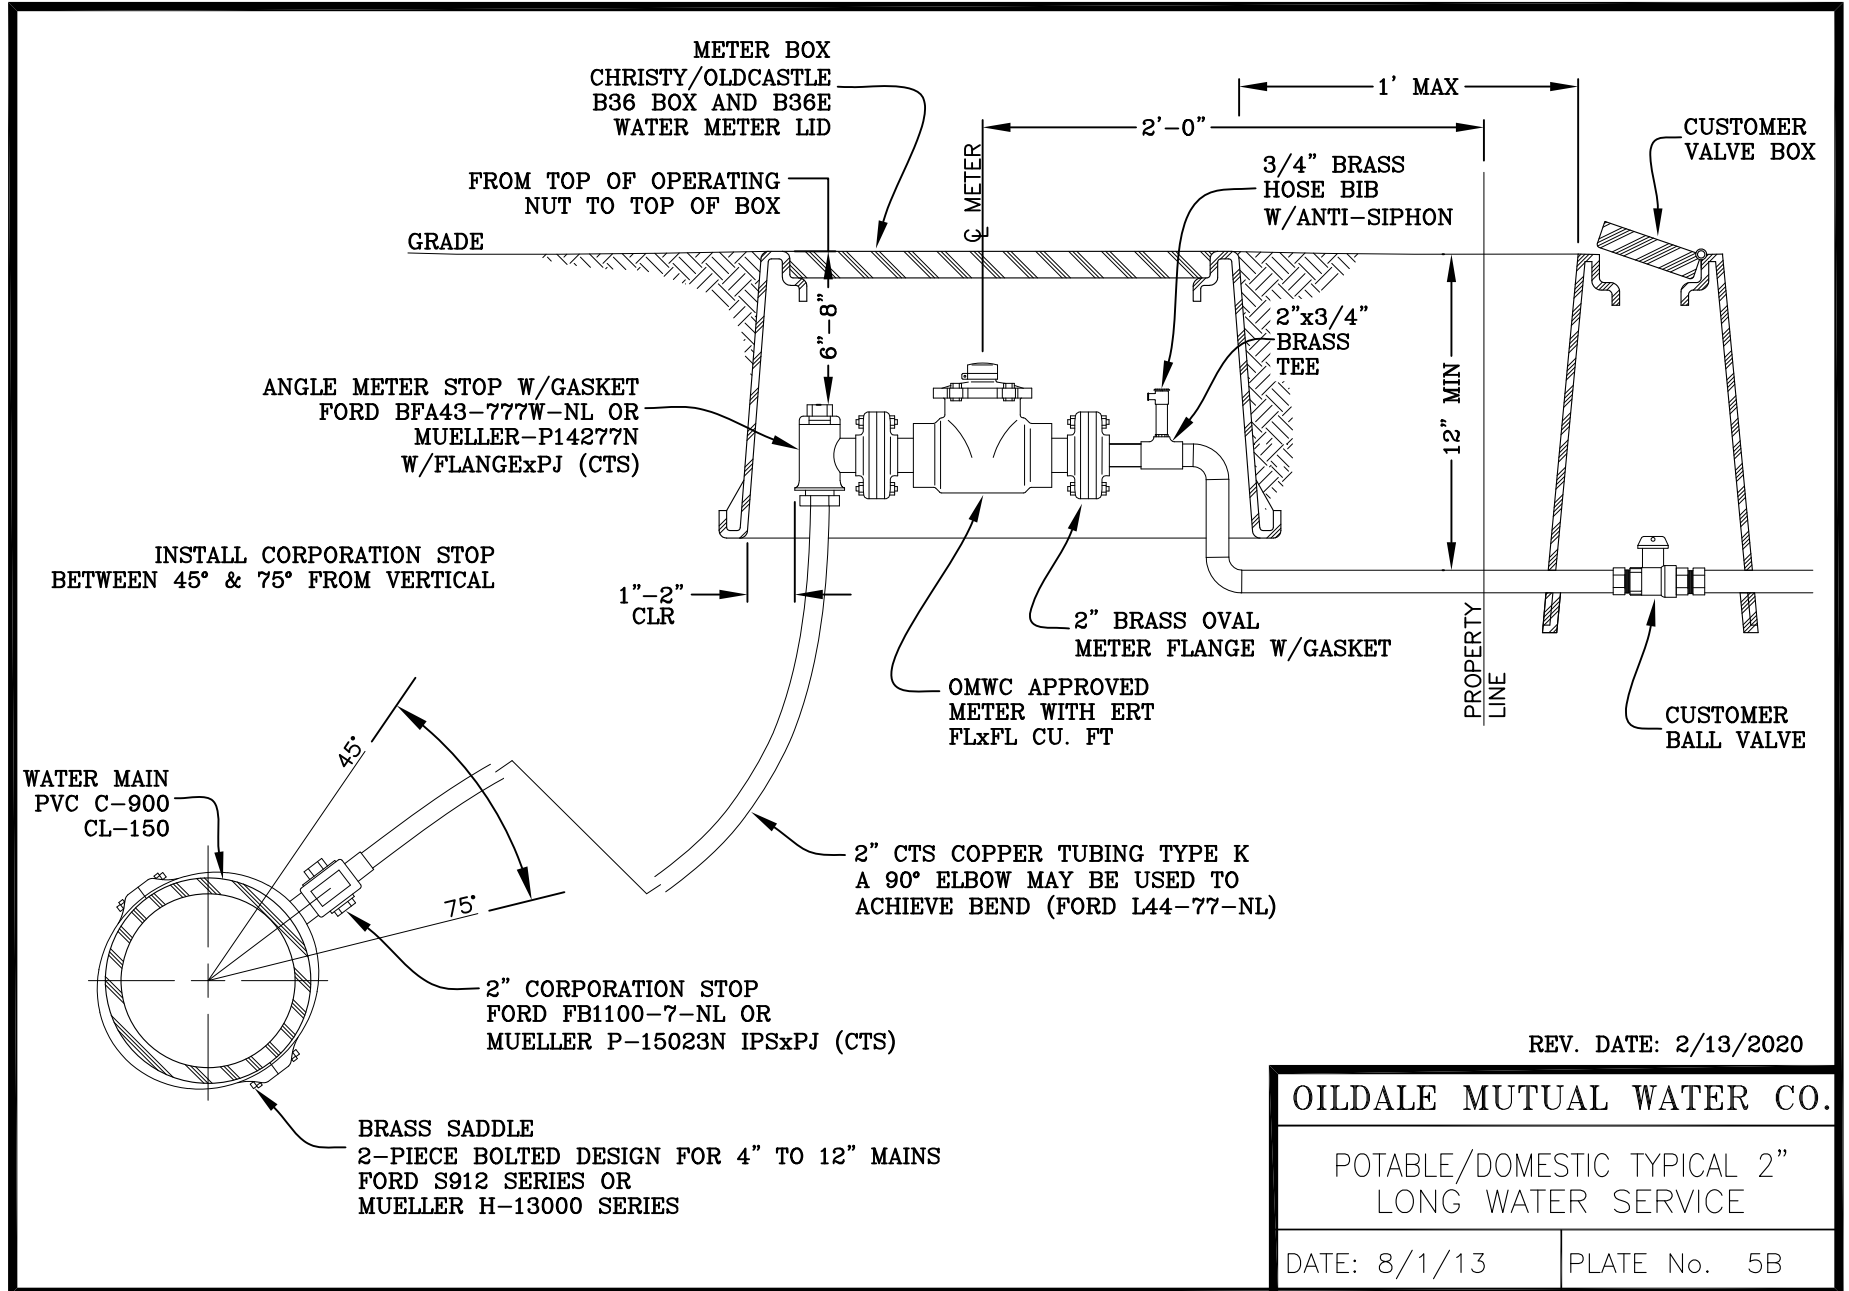 METER BOX
CHRISTY/OLDCASTLE
B36 BOX AND B36E
WATER METER LID
1' MAX
2'-0"
CUSTOMER
VALVE BOX
3/4" BRASS
HOSE BIB
W/ANTI-SIPHON
FROM TOP OF OPERATING
NUT TO TOP OF BOX
℄ METER
GRADE
6"-8"
2"x3/4"
BRASS
TEE
12" MIN
ANGLE METER STOP W/GASKET
FORD BFA43-777W-NL OR
MUELLER-P14277N
W/FLANGExPJ (CTS)
INSTALL CORPORATION STOP
BETWEEN 45° & 75° FROM VERTICAL
1"-2"
CLR
2" BRASS OVAL
METER FLANGE W/GASKET
PROPERTY
LINE
OMWC APPROVED
METER WITH ERT
FLxFL CU. FT
CUSTOMER
BALL VALVE
45°
WATER MAIN
PVC C-900
CL-150
75°
2" CTS COPPER TUBING TYPE K
A 90° ELBOW MAY BE USED TO
ACHIEVE BEND (FORD L44-77-NL)
2" CORPORATION STOP
FORD FB1100-7-NL OR
MUELLER P-15023N IPSxPJ (CTS)
BRASS SADDLE
2-PIECE BOLTED DESIGN FOR 4" TO 12" MAINS
FORD S912 SERIES OR
MUELLER H-13000 SERIES
REV. DATE: 2/13/2020
OILDALE MUTUAL WATER CO.
POTABLE/DOMESTIC TYPICAL 2"
LONG WATER SERVICE
DATE: 8/1/13
PLATE No. 5B